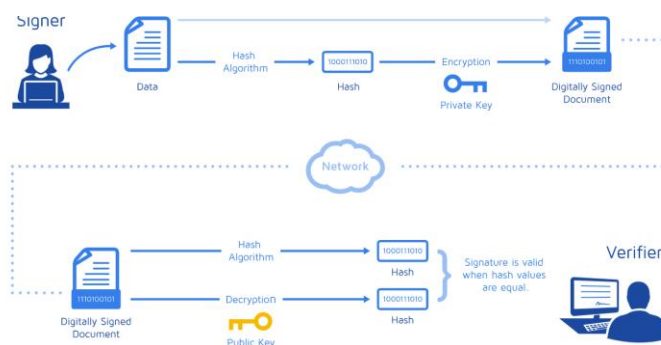 Signer
Hash
Algorithm
1000111010
Encryption
1110100101
Data
Hash
Private Key
Digitally Signed
Document
Network
Hash
Algorithm
1000111010
Hash
Signature is valid
when hash values
are equal.
Verifier
1110100101
Decryption
1000111010
Digitally Signed
Document
Public Key
Hash